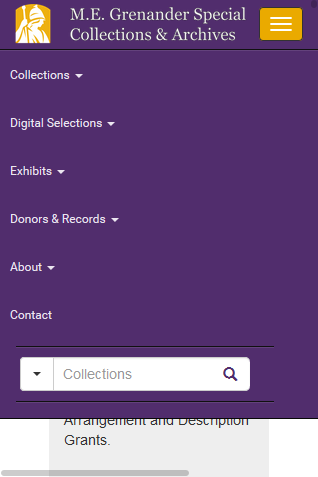 M.E. Grenander Special
Collections & Archives
Collections
Digital Selections
Exhibits
Donors & Records
About
Contact
Collections
Arrangement and Description
Grants.